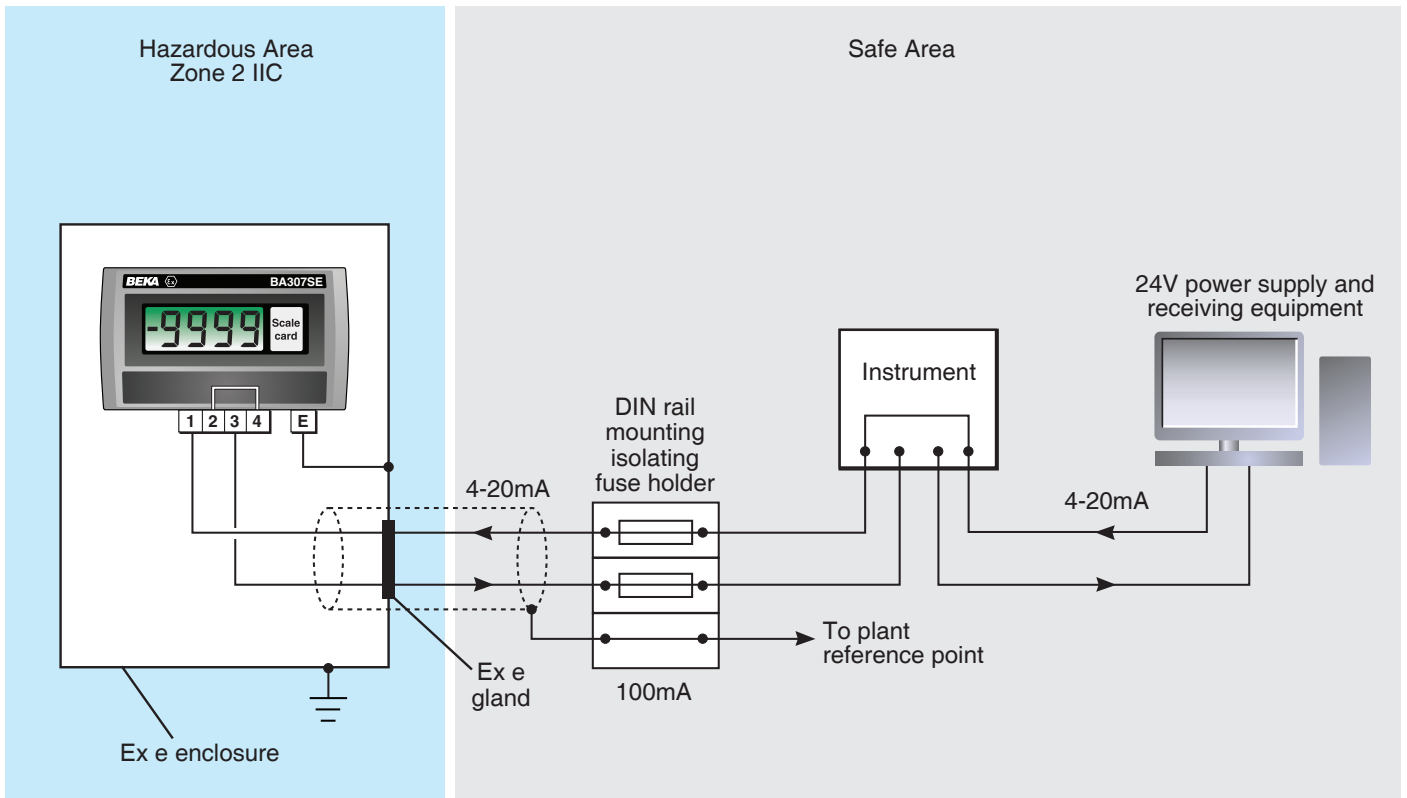 Hazardous Area
Zone 2 IIC
Safe Area
BEKA Ex BA307SE
-9999
Scale
card
1 2 3 4 E
24V power supply and
receiving equipment
Instrument
DIN rail
mounting
isolating
fuse holder
4-20mA
4-20mA
To plant
reference point
Ex e
gland
100mA
Ex e enclosure